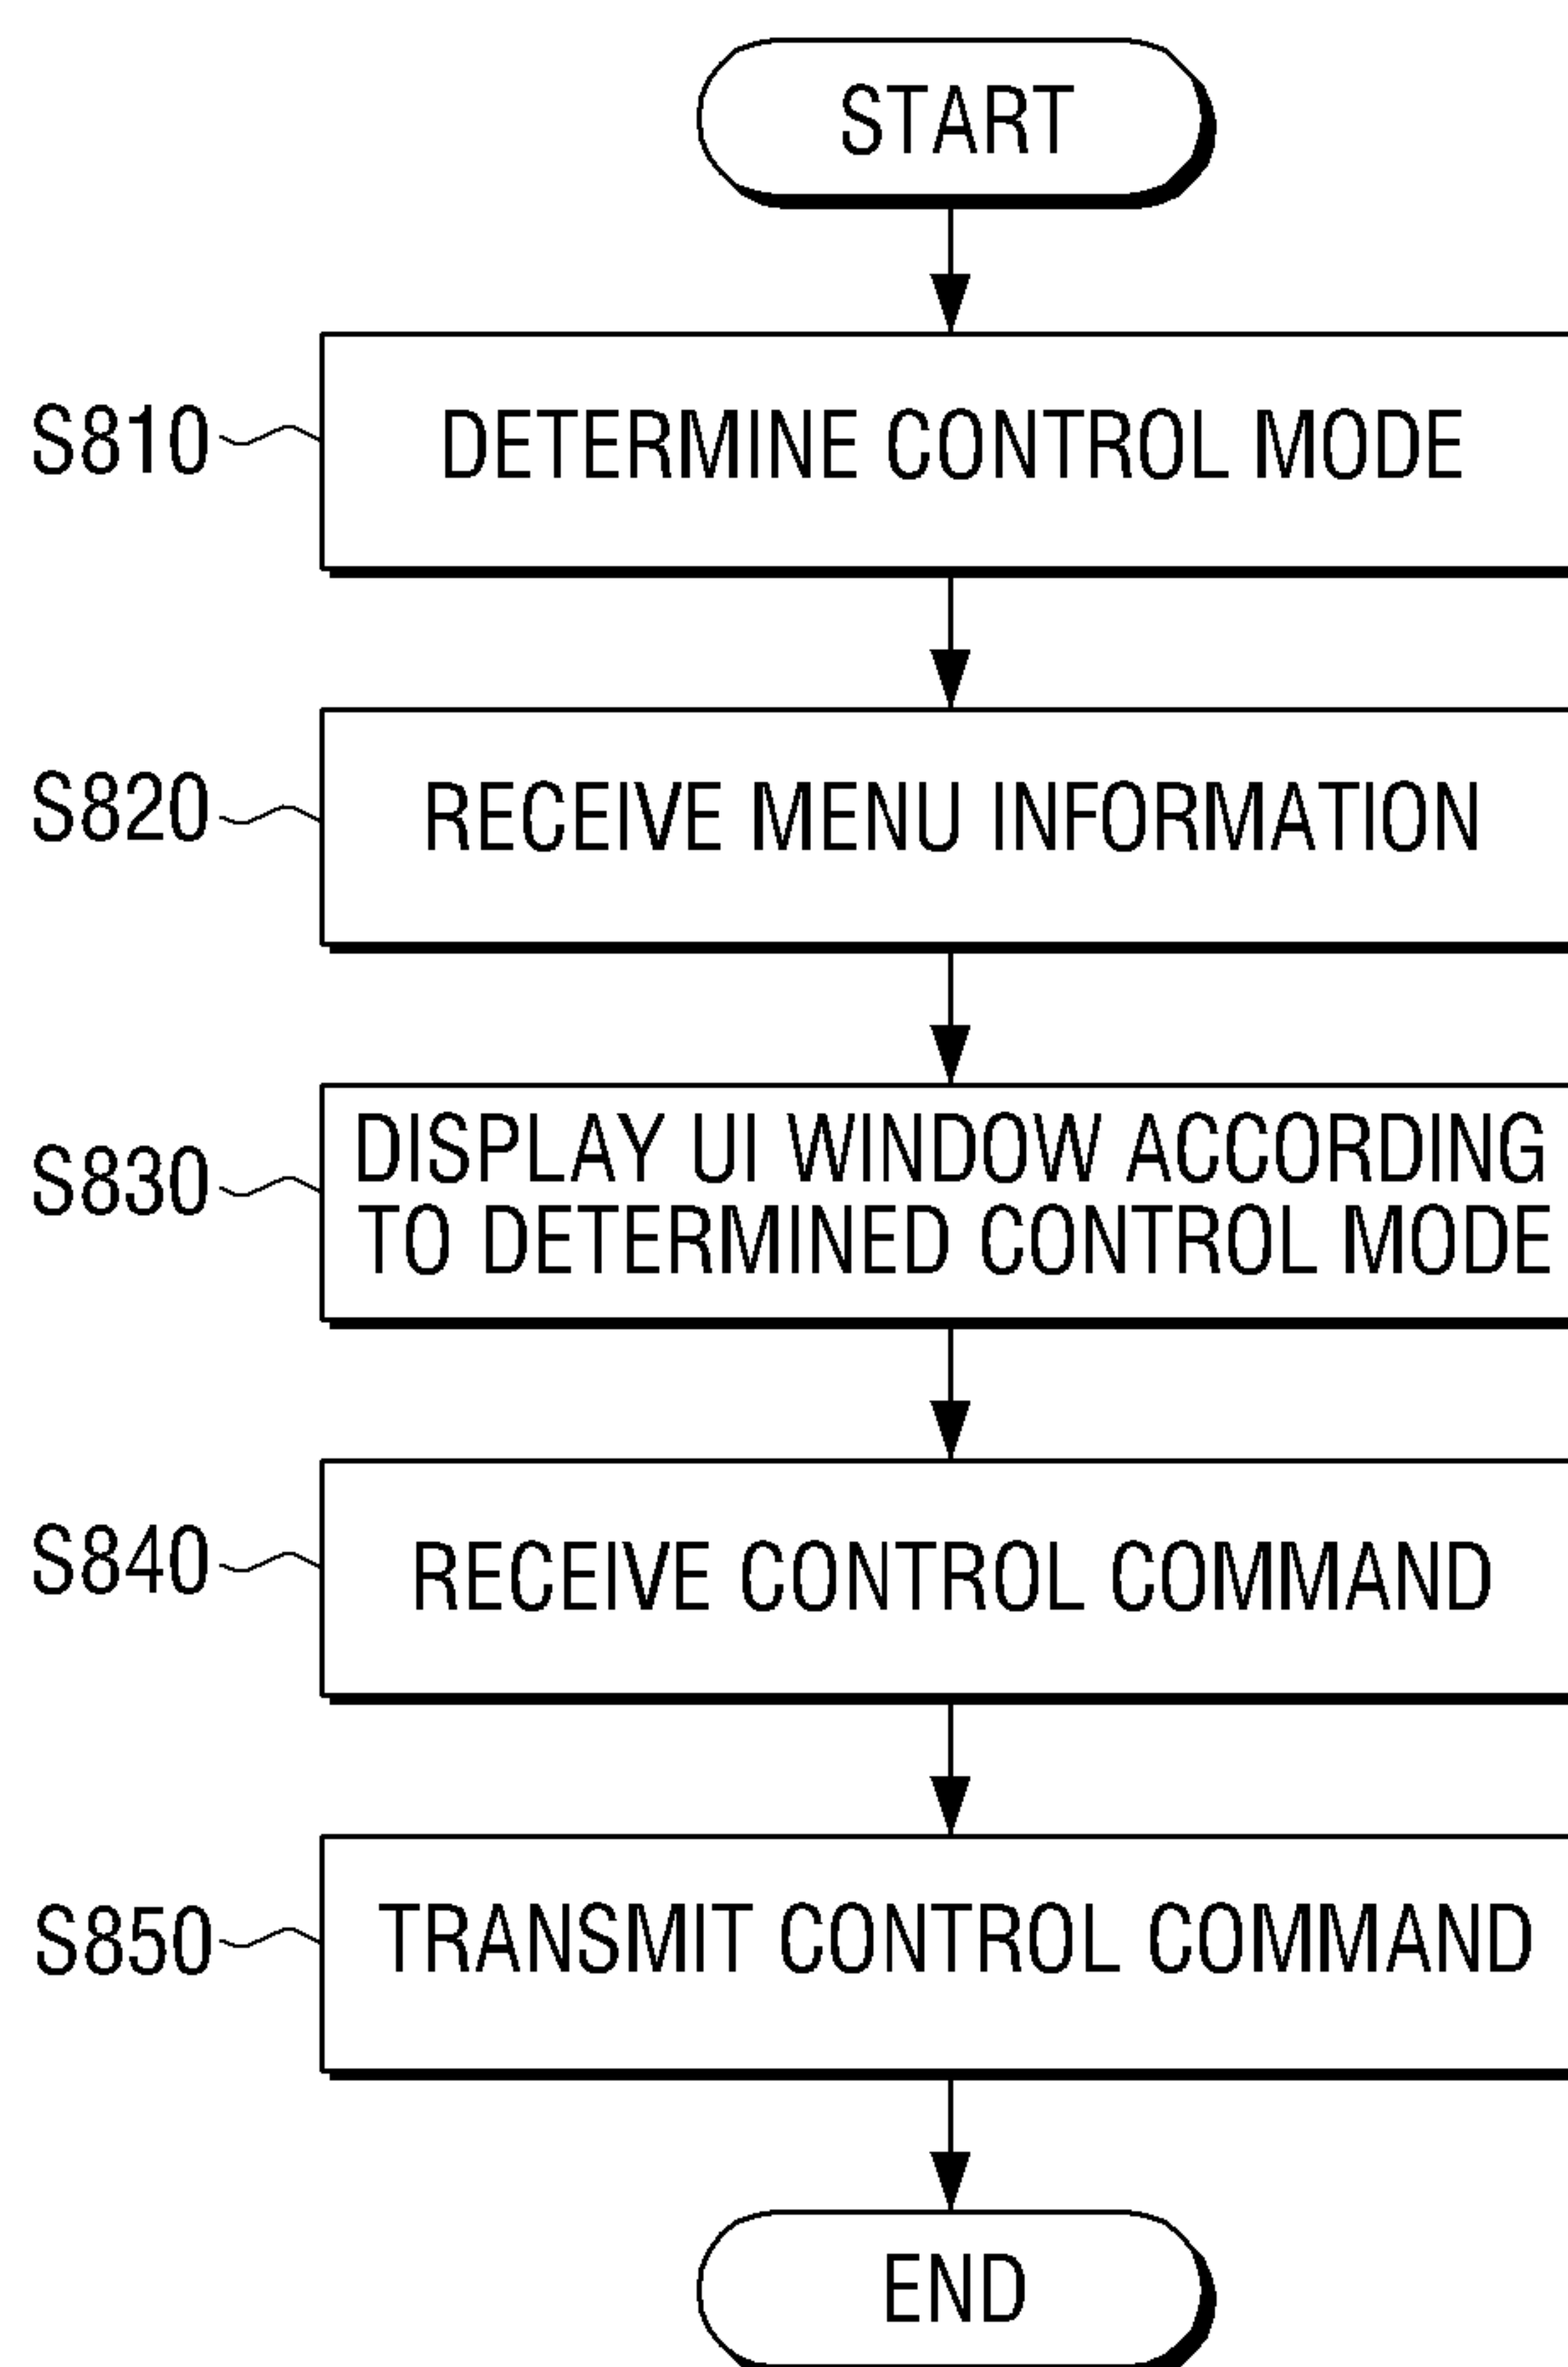 START
S810
DETERMINE CONTROL MODE
S820
RECEIVE MENU INFORMATION
S830
DISPLAY UI WINDOW ACCORDING
TO DETERMINED CONTROL MODE
S840
RECEIVE CONTROL COMMAND
S850
TRANSMIT CONTROL COMMAND
END